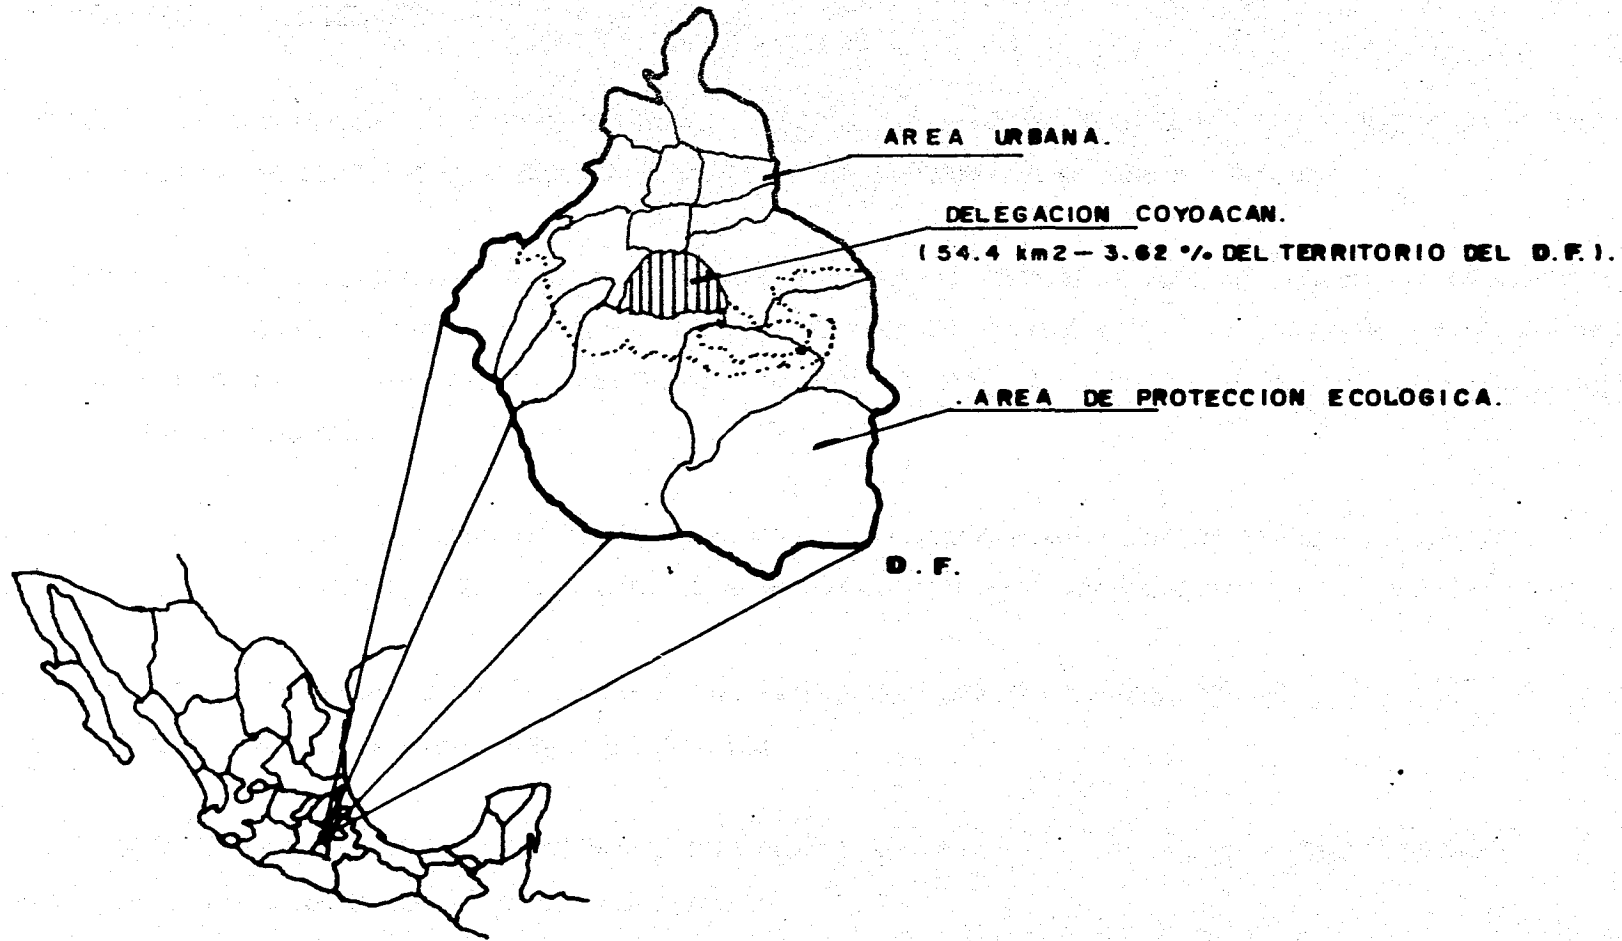 AREA URBANA.
DELEGACION COYOACAN.
(54.4 km2 — 3.62 % DEL TERRITORIO DEL D.F.).
. AREA DE PROTECCION ECOLOGICA.
D.F.